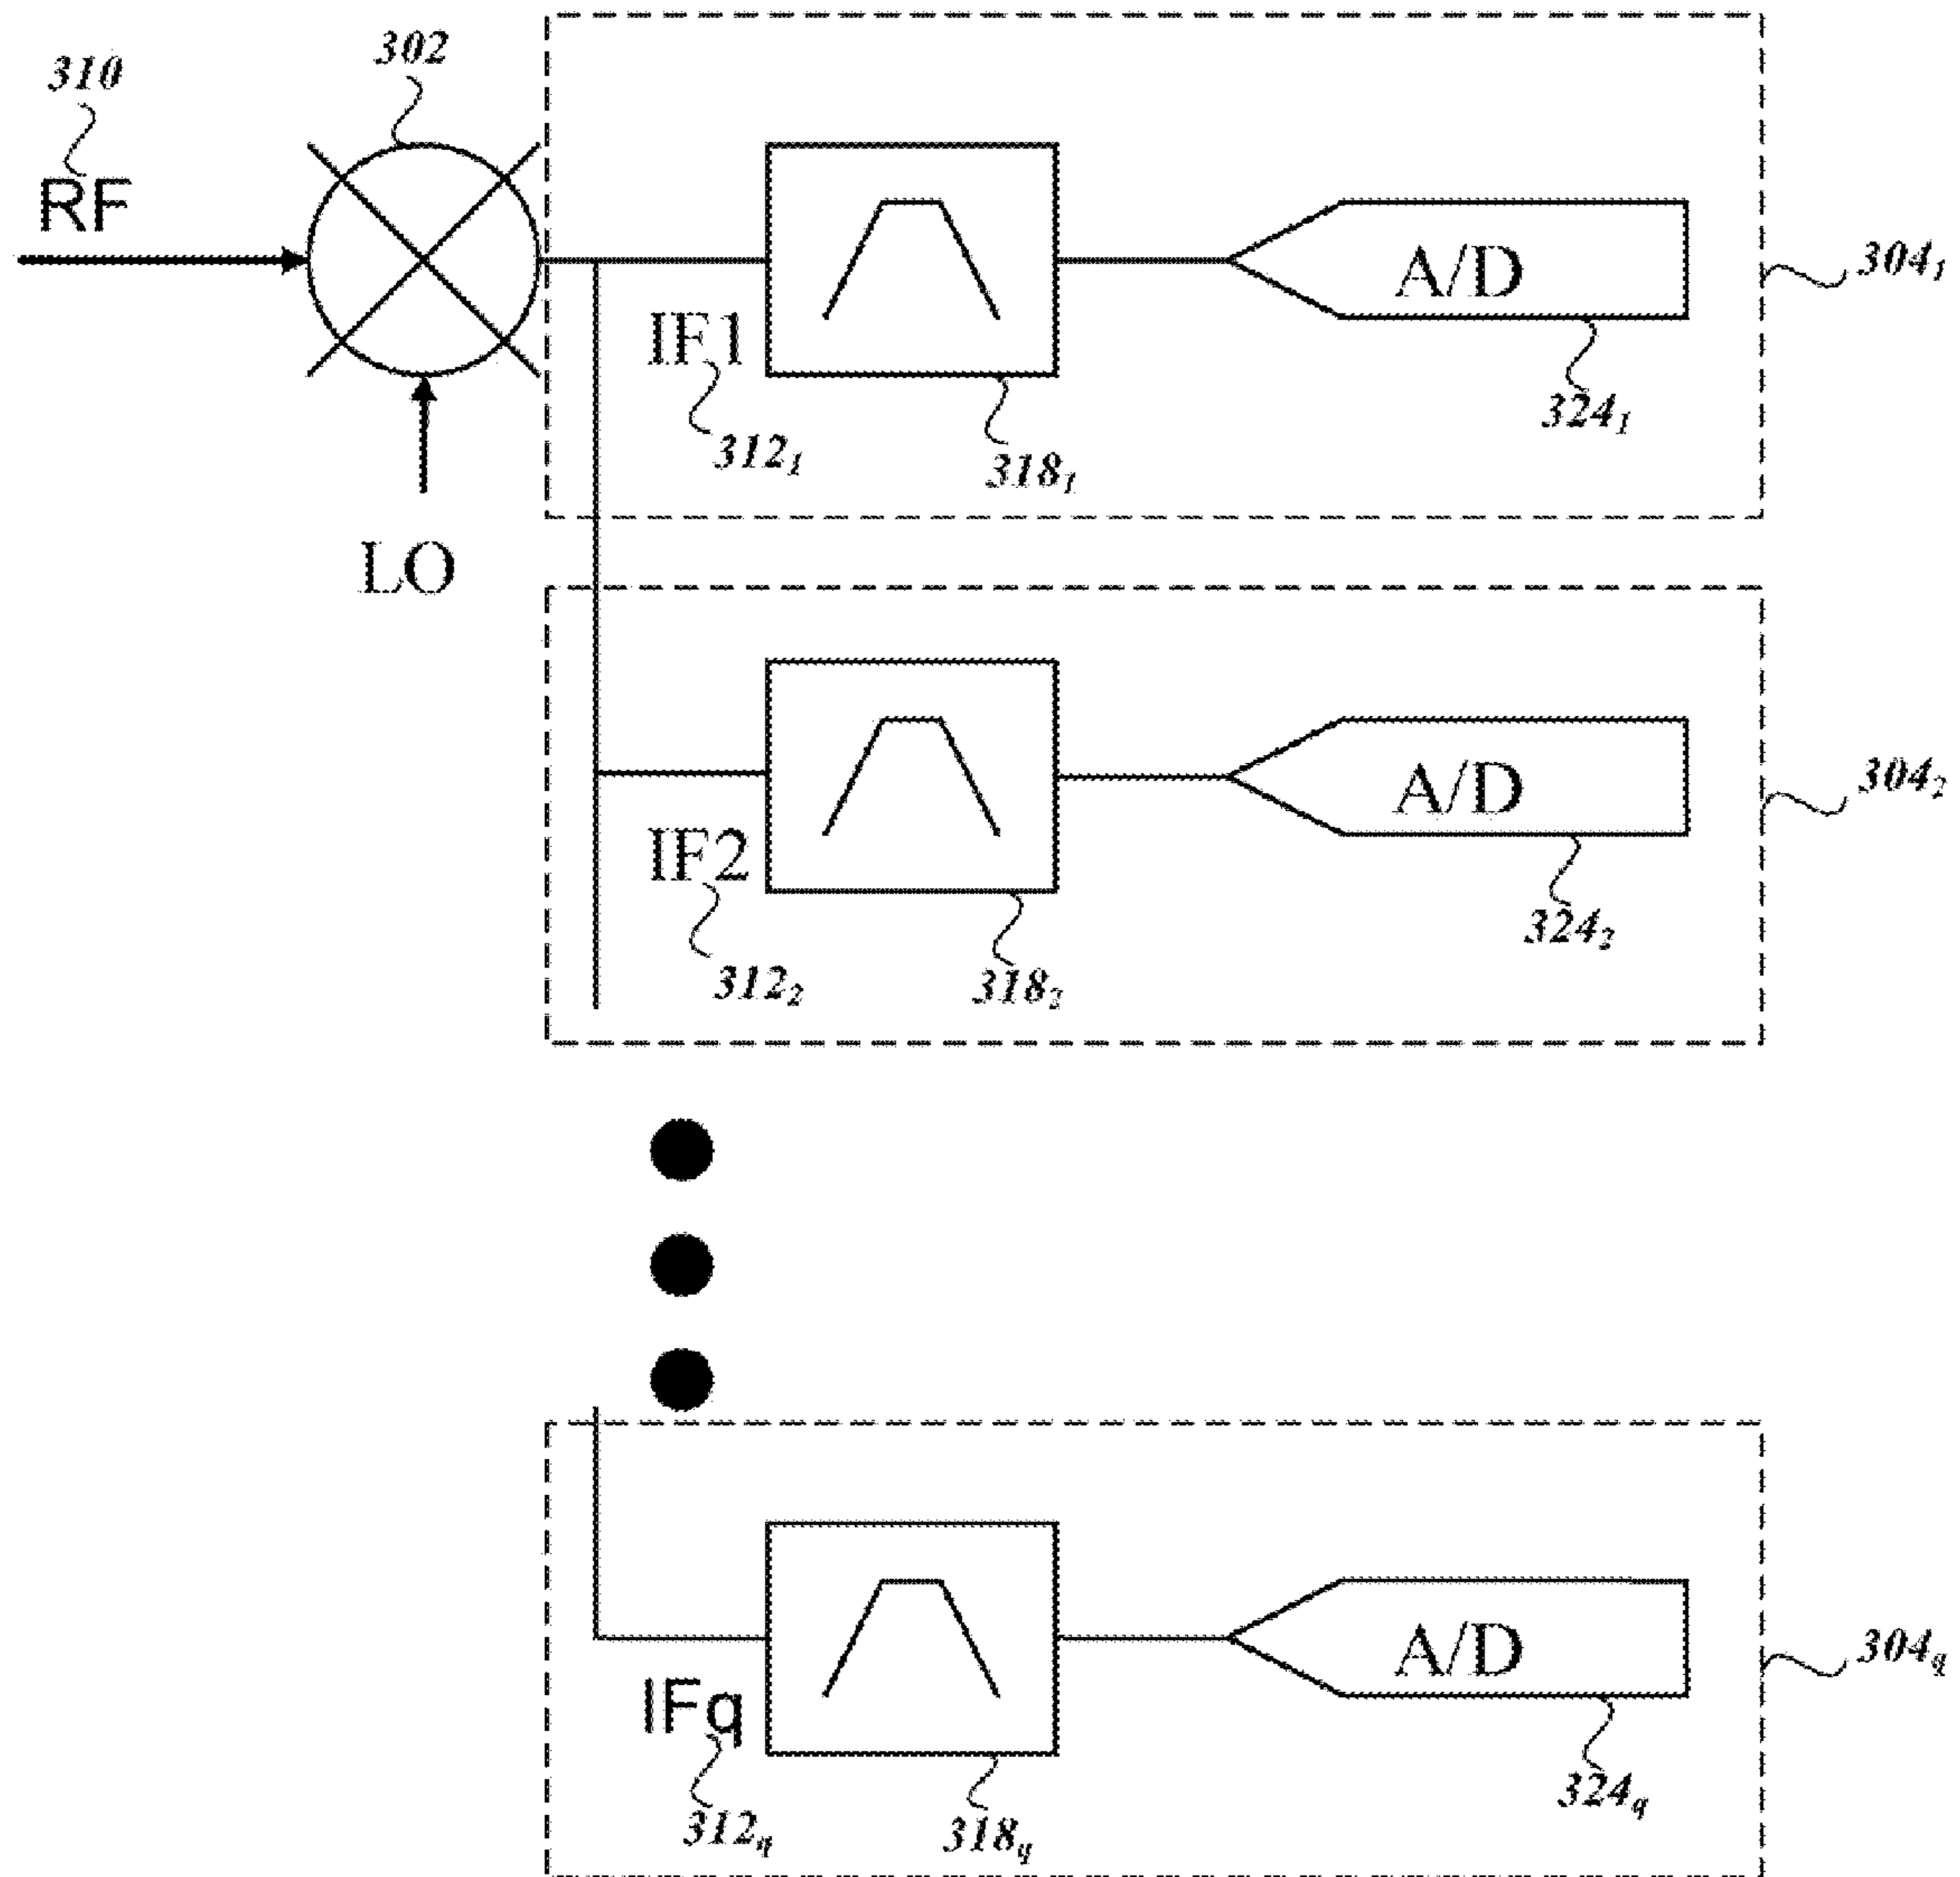 310
302
RF
LO
IF1
312₁
318₁
A/D
324₁
304₁
IF2
312₂
318₂
A/D
324₂
304₂
IFq
312q
318q
A/D
324q
304q